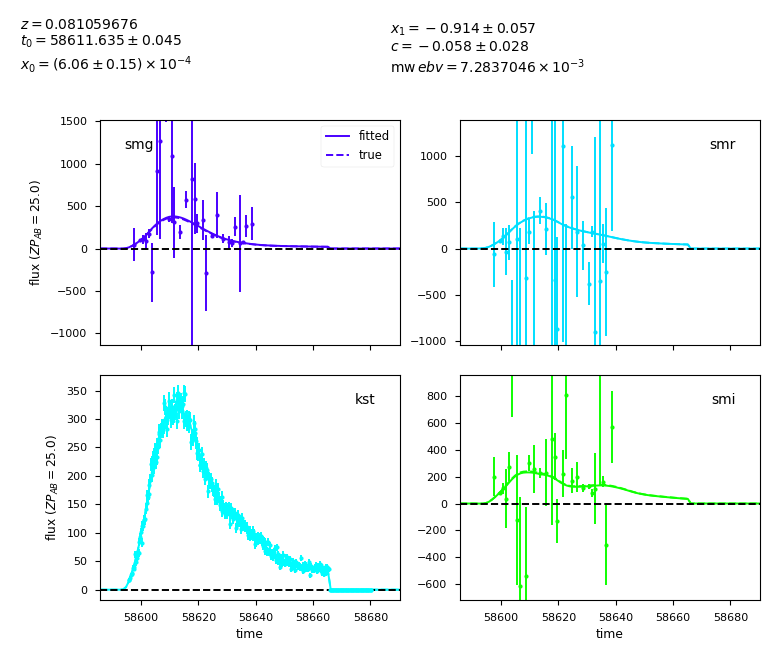 z = 0.081059676
t₀ = 58611.635 ± 0.045
x₀ = (6.06 ± 0.15) × 10⁻⁴
x₁ = −0.914 ± 0.057
c = −0.058 ± 0.028
mw ebv = 7.2837046 × 10⁻³
smg
fitted
true
1500
1000
500
0
−500
−1000
flux (ZP_AB = 25.0)
smr
1000
500
0
−500
−1000
kst
350
300
250
200
150
100
50
0
flux (ZP_AB = 25.0)
58600 58620 58640 58660 58680
time
smi
800
600
400
200
0
−200
−400
−600
58600 58620 58640 58660 58680
time